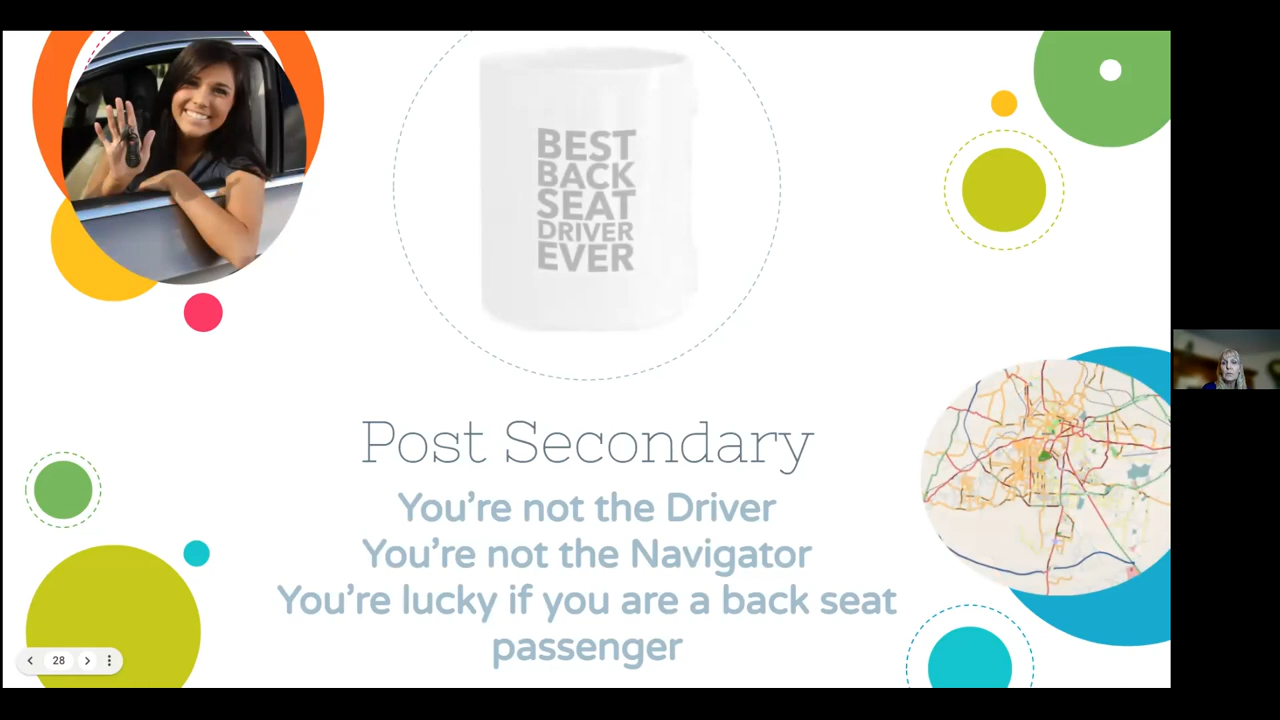 BEST
BACK
SEAT
DRIVER
EVER
Post Secondary
You're not the Driver
You're not the Navigator
You're lucky if you are a back seat
passenger
28